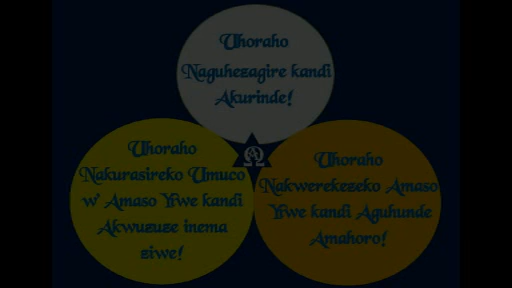 Uhoraho
Naguhezagire kandi
Akurinde!
Uhoraho
Nakurasireko Umuco
w' Amaso Yiwe kandi
Akwuzuze inema
ziwe!
Uhoraho
Nakwerekezeko Amaso
Yiwe kandi Aguhunde
Amahoro!